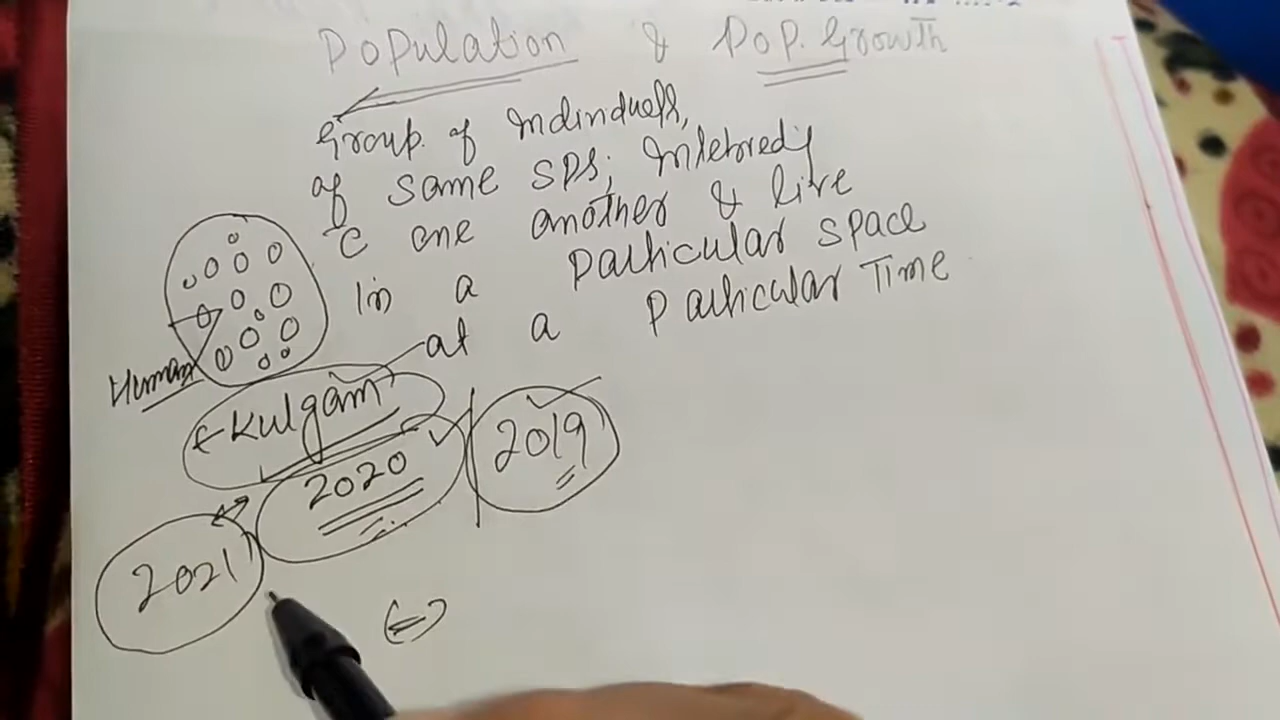 Population & Pop. Growth
Group of Individuals,
of same sps; Interbredig
C one another & live
In a particular space
at a Particular Time
Human
Kulgam
2020
2019
2021